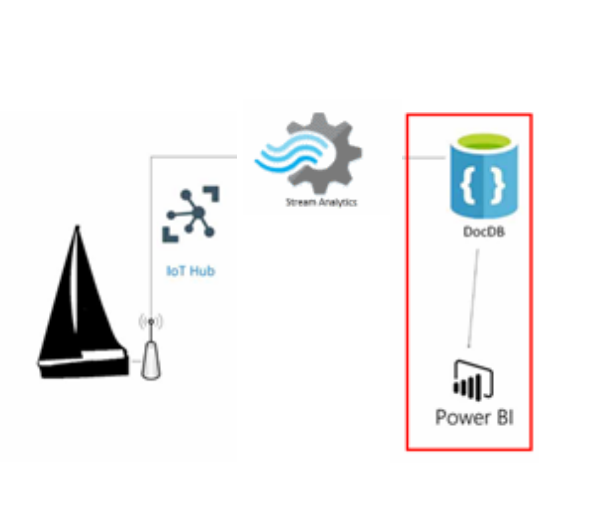 Stream Analytics
DocDB
IoT Hub
Power BI